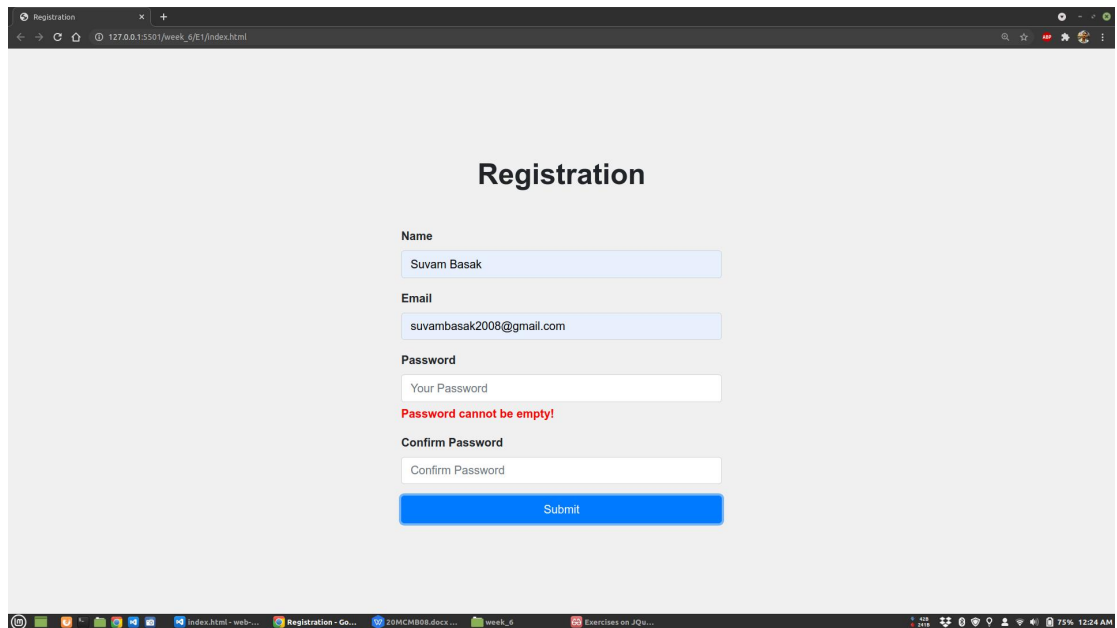 Registration
127.0.0.1:5501/week_6/E1/index.html
ABP
Registration
Name
Suvam Basak
Email
suvambasak2008@gmail.com
Password
Your Password
Password cannot be empty!
Confirm Password
Confirm Password
Submit
index.html - web-...
Registration - Go...
20MCMB08.docx ...
week_6
Exercises on JQu...
75% 12:24 AM